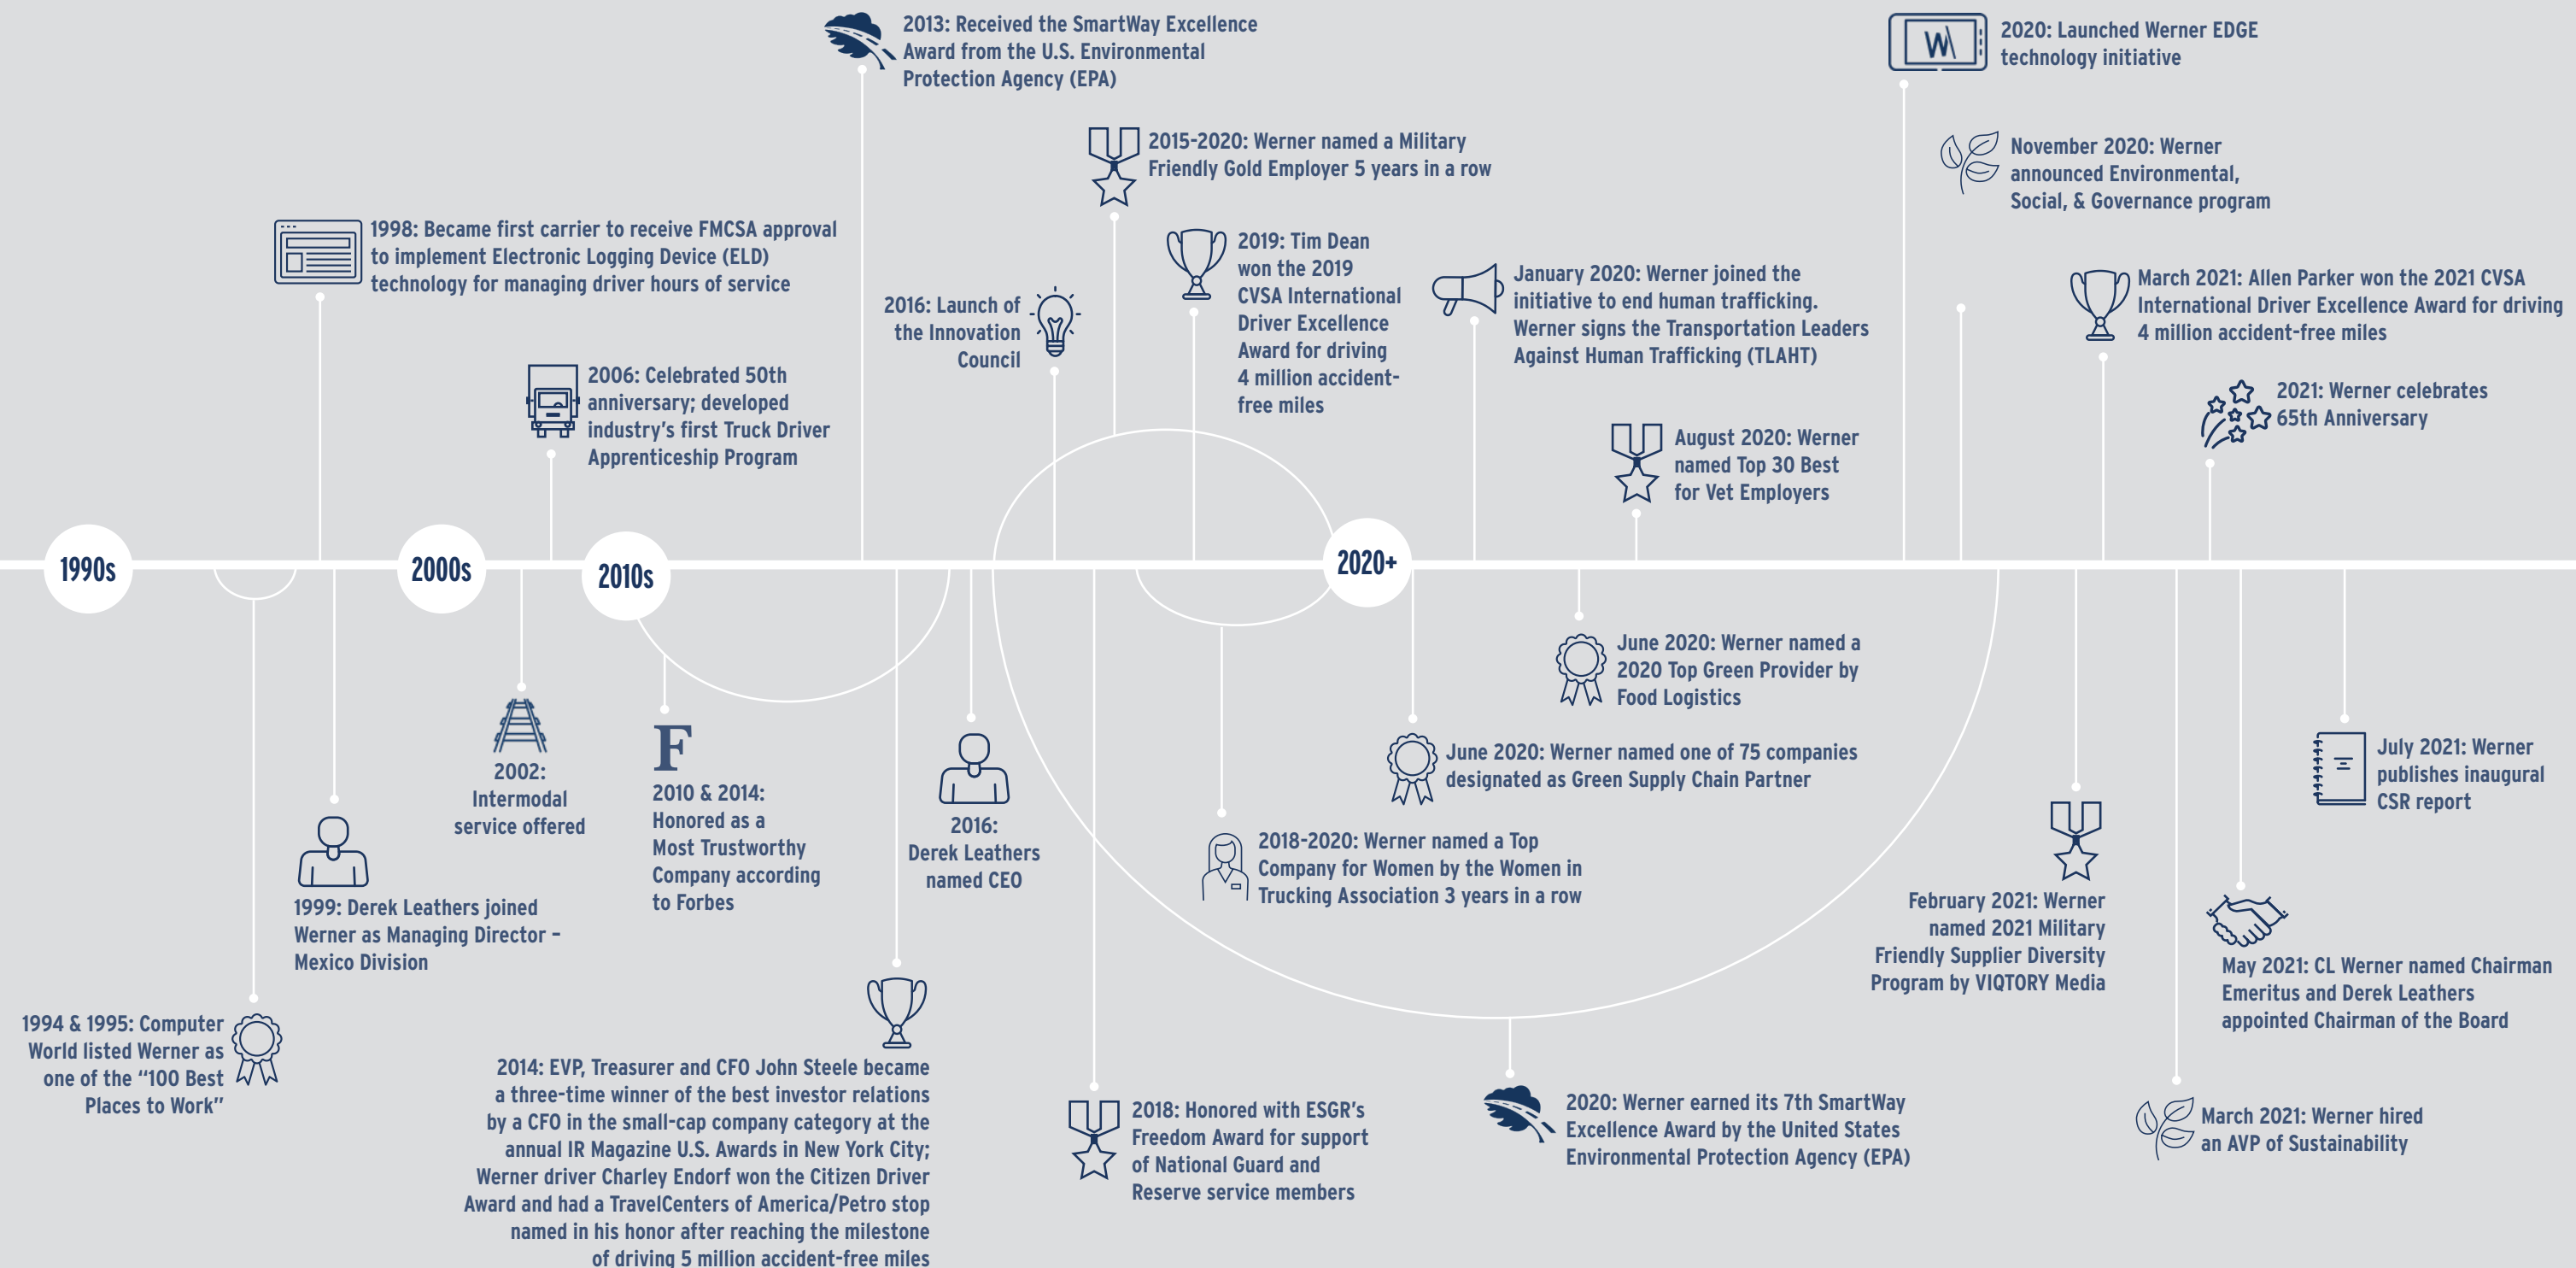 2013: Received the SmartWay Excellence
Award from the U.S. Environmental
Protection Agency (EPA)
2020: Launched Werner EDGE
technology initiative
W
2015-2020: Werner named a Military
Friendly Gold Employer 5 years in a row
November 2020: Werner
announced Environmental,
Social, & Governance program
1998: Became first carrier to receive FMCSA approval
to implement Electronic Logging Device (ELD)
technology for managing driver hours of service
2016: Launch of
the Innovation
Council
2019: Tim Dean
won the 2019
CVSA International
Driver Excellence
Award for driving
4 million accident-
free miles
January 2020: Werner joined the
initiative to end human trafficking.
Werner signs the Transportation Leaders
Against Human Trafficking (TLAHT)
March 2021: Allen Parker won the 2021 CVSA
International Driver Excellence Award for driving
4 million accident-free miles
2006: Celebrated 50th
anniversary; developed
industry's first Truck Driver
Apprenticeship Program
August 2020: Werner
named Top 30 Best
for Vet Employers
2021: Werner celebrates
65th Anniversary
1990s
2000s
2010s
2020+
June 2020: Werner named a
2020 Top Green Provider by
Food Logistics
June 2020: Werner named one of 75 companies
designated as Green Supply Chain Partner
July 2021: Werner
publishes inaugural
CSR report
2002:
Intermodal
service offered
F
2010 & 2014:
Honored as a
Most Trustworthy
Company according
to Forbes
2016:
Derek Leathers
named CEO
2018-2020: Werner named a Top
Company for Women by the Women in
Trucking Association 3 years in a row
1999: Derek Leathers joined
Werner as Managing Director –
Mexico Division
February 2021: Werner
named 2021 Military
Friendly Supplier Diversity
Program by VIQTORY Media
May 2021: CL Werner named Chairman
Emeritus and Derek Leathers
appointed Chairman of the Board
1994 & 1995: Computer
World listed Werner as
one of the “100 Best
Places to Work”
2014: EVP, Treasurer and CFO John Steele became
a three-time winner of the best investor relations
by a CFO in the small-cap company category at the
annual IR Magazine U.S. Awards in New York City;
Werner driver Charley Endorf won the Citizen Driver
Award and had a TravelCenters of America/Petro stop
named in his honor after reaching the milestone
of driving 5 million accident-free miles
2018: Honored with ESGR's
Freedom Award for support
of National Guard and
Reserve service members
2020: Werner earned its 7th SmartWay
Excellence Award by the United States
Environmental Protection Agency (EPA)
March 2021: Werner hired
an AVP of Sustainability